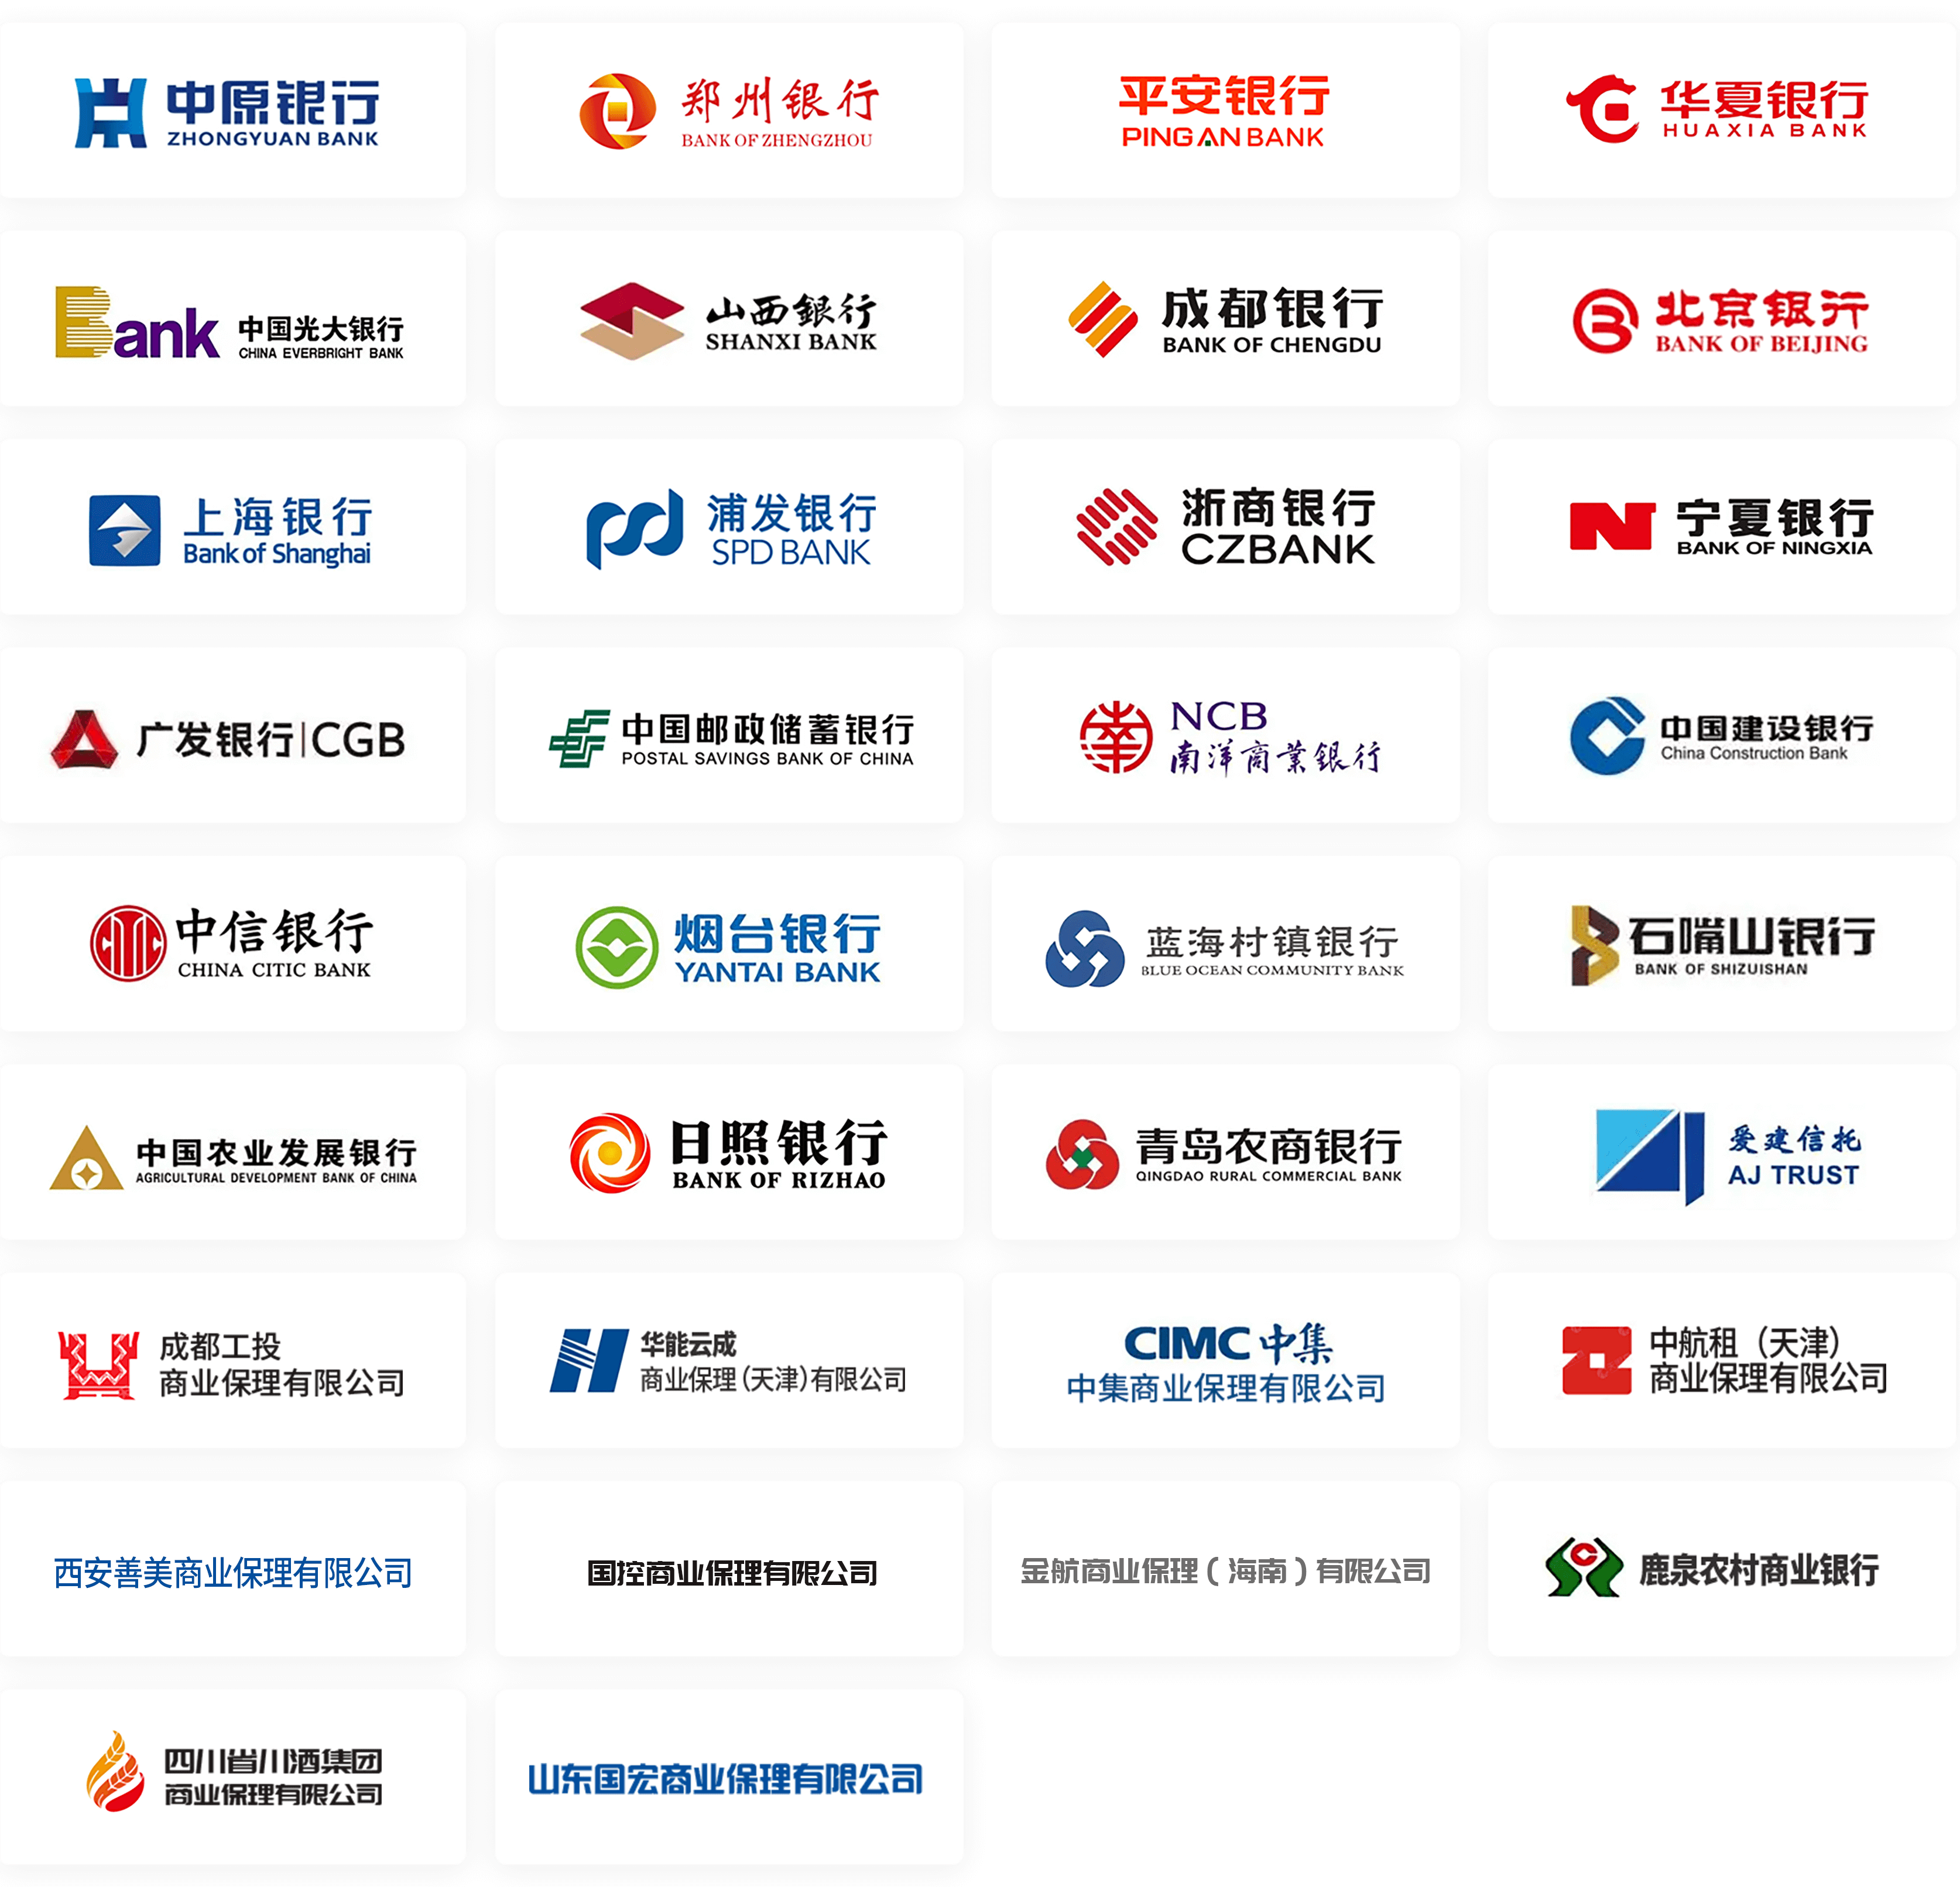 中原银行
ZHONGYUAN BANK
郑州银行
BANK OF ZHENGZHOU
平安银行
PINGAN BANK
华夏银行
HUAXIA BANK
Bank
中国光大银行
CHINA EVERBRIGHT BANK
山西銀行
SHANXI BANK
成都银行
BANK OF CHENGDU
北京银行
BANK OF BEIJING
上海银行
Bank of Shanghai
浦发银行
SPD BANK
浙商银行
CZBANK
宁夏银行
BANK OF NINGXIA
广发银行|CGB
中国邮政储蓄银行
POSTAL SAVINGS BANK OF CHINA
NCB
南洋商業銀行
中国建设银行
China Construction Bank
中信银行
CHINA CITIC BANK
烟台银行
YANTAI BANK
蓝海村镇银行
BLUE OCEAN COMMUNITY BANK
石嘴山银行
BANK OF SHIZUISHAN
中国农业发展银行
AGRICULTURAL DEVELOPMENT BANK OF CHINA
日照银行
BANK OF RIZHAO
青岛农商银行
QINGDAO RURAL COMMERCIAL BANK
爱建信托
AJ TRUST
成都工投
商业保理有限公司
华能云成
商业保理(天津)有限公司
CIMC 中集
中集商业保理有限公司
中航租（天津）
商业保理有限公司
西安善美商业保理有限公司
国控商业保理有限公司
金航商业保理（海南）有限公司
鹿泉农村商业银行
四川省川酒集团
商业保理有限公司
山东国宏商业保理有限公司